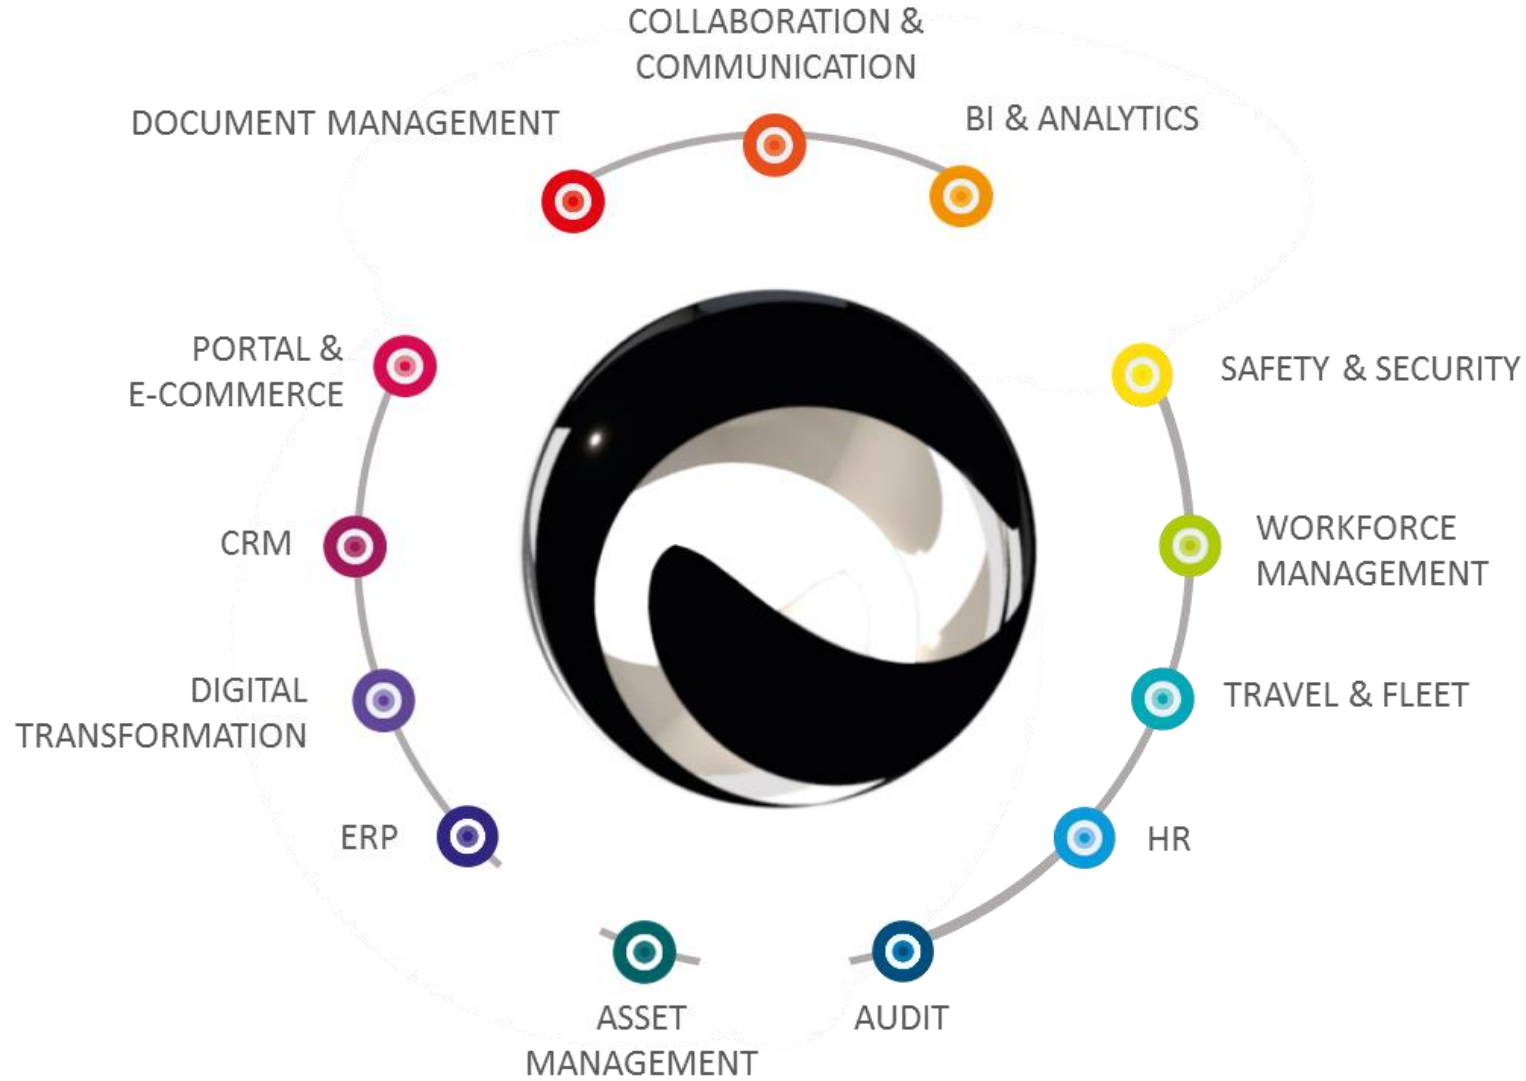 COLLABORATION &
COMMUNICATION
DOCUMENT MANAGEMENT
BI & ANALYTICS
PORTAL &
E-COMMERCE
SAFETY & SECURITY
CRM
WORKFORCE
MANAGEMENT
DIGITAL
TRANSFORMATION
TRAVEL & FLEET
ERP
HR
ASSET
MANAGEMENT
AUDIT